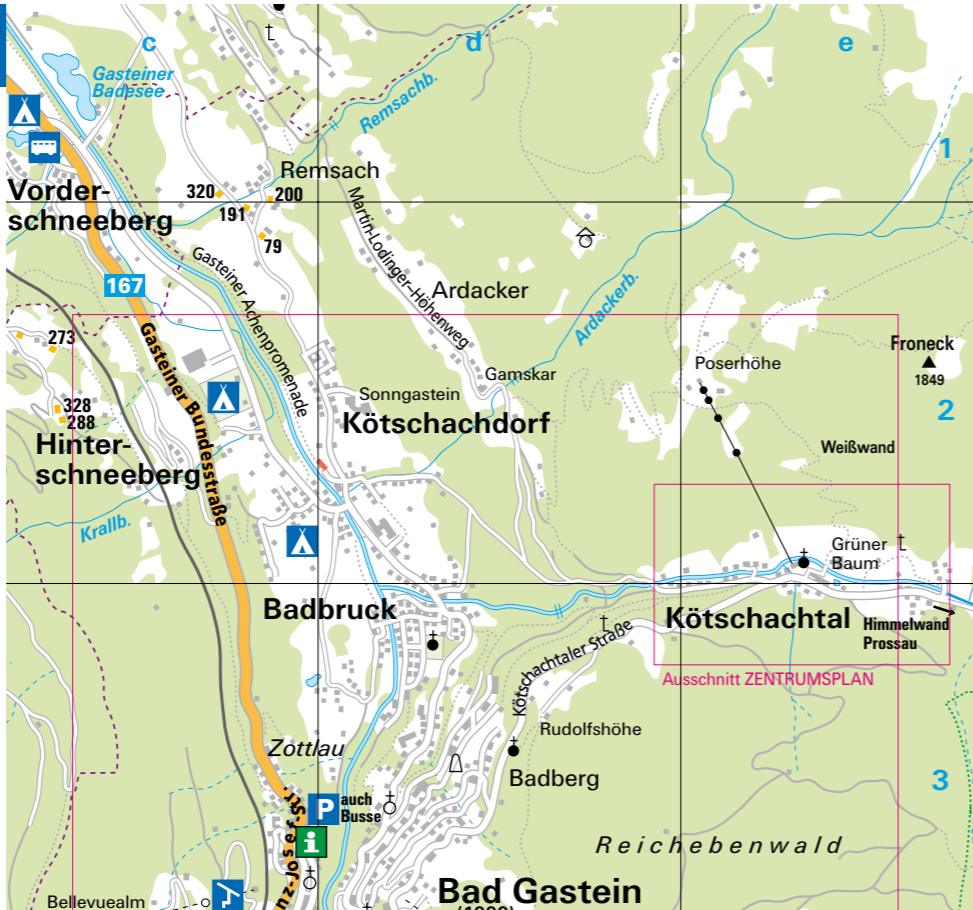 c
d
e
Gasteiner
Badesee
Remsachb.
1
Remsach
320
200
191
79
Vorder-
schneeberg
Martin-Lodinger-Höhenweg
Gasteiner Achenpromenade
167
Ardacker
Ardackerb.
273
Gasteiner Bundesstraße
Froneck
1849
Poserhöhe
Gamskar
Sonngastein
2
328
288
Kötschachdorf
Hinter-
schneeberg
Weißwand
Krallb.
Grüner
Baum
Badbruck
Kötschachtal
Himmelwand
Prossau
Kötschachtaler Straße
Ausschnitt ZENTRUMSPLAN
Rudolfshöhe
Zottlau
Badberg
3
P
auch
Busse
i
Reichebenwald
Bad Gastein
Bellevuealm